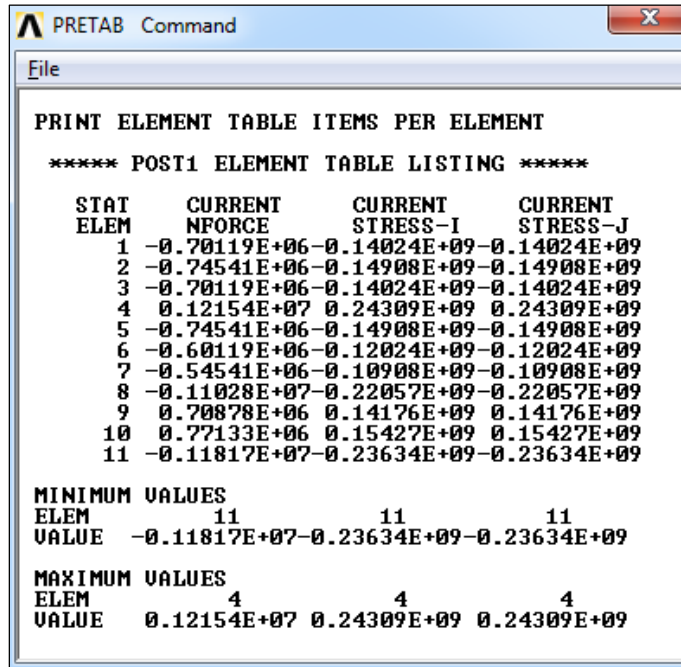 PRETAB Command
File
PRINT ELEMENT TABLE ITEMS PER ELEMENT
***** POST1 ELEMENT TABLE LISTING *****
STAT CURRENT CURRENT CURRENT
ELEM NFORCE STRESS-I STRESS-J
1 -0.70119E+06-0.14024E+09-0.14024E+09
2 -0.74541E+06-0.14908E+09-0.14908E+09
3 -0.70119E+06-0.14024E+09-0.14024E+09
4 0.12154E+07 0.24309E+09 0.24309E+09
5 -0.74541E+06-0.14908E+09-0.14908E+09
6 -0.60119E+06-0.12024E+09-0.12024E+09
7 -0.54541E+06-0.10908E+09-0.10908E+09
8 -0.11028E+07-0.22057E+09-0.22057E+09
9 0.70878E+06 0.14176E+09 0.14176E+09
10 0.77133E+06 0.15427E+09 0.15427E+09
11 -0.11817E+07-0.23634E+09-0.23634E+09
MINIMUM VALUES
ELEM 11 11 11
VALUE -0.11817E+07-0.23634E+09-0.23634E+09
MAXIMUM VALUES
ELEM 4 4 4
VALUE 0.12154E+07 0.24309E+09 0.24309E+09